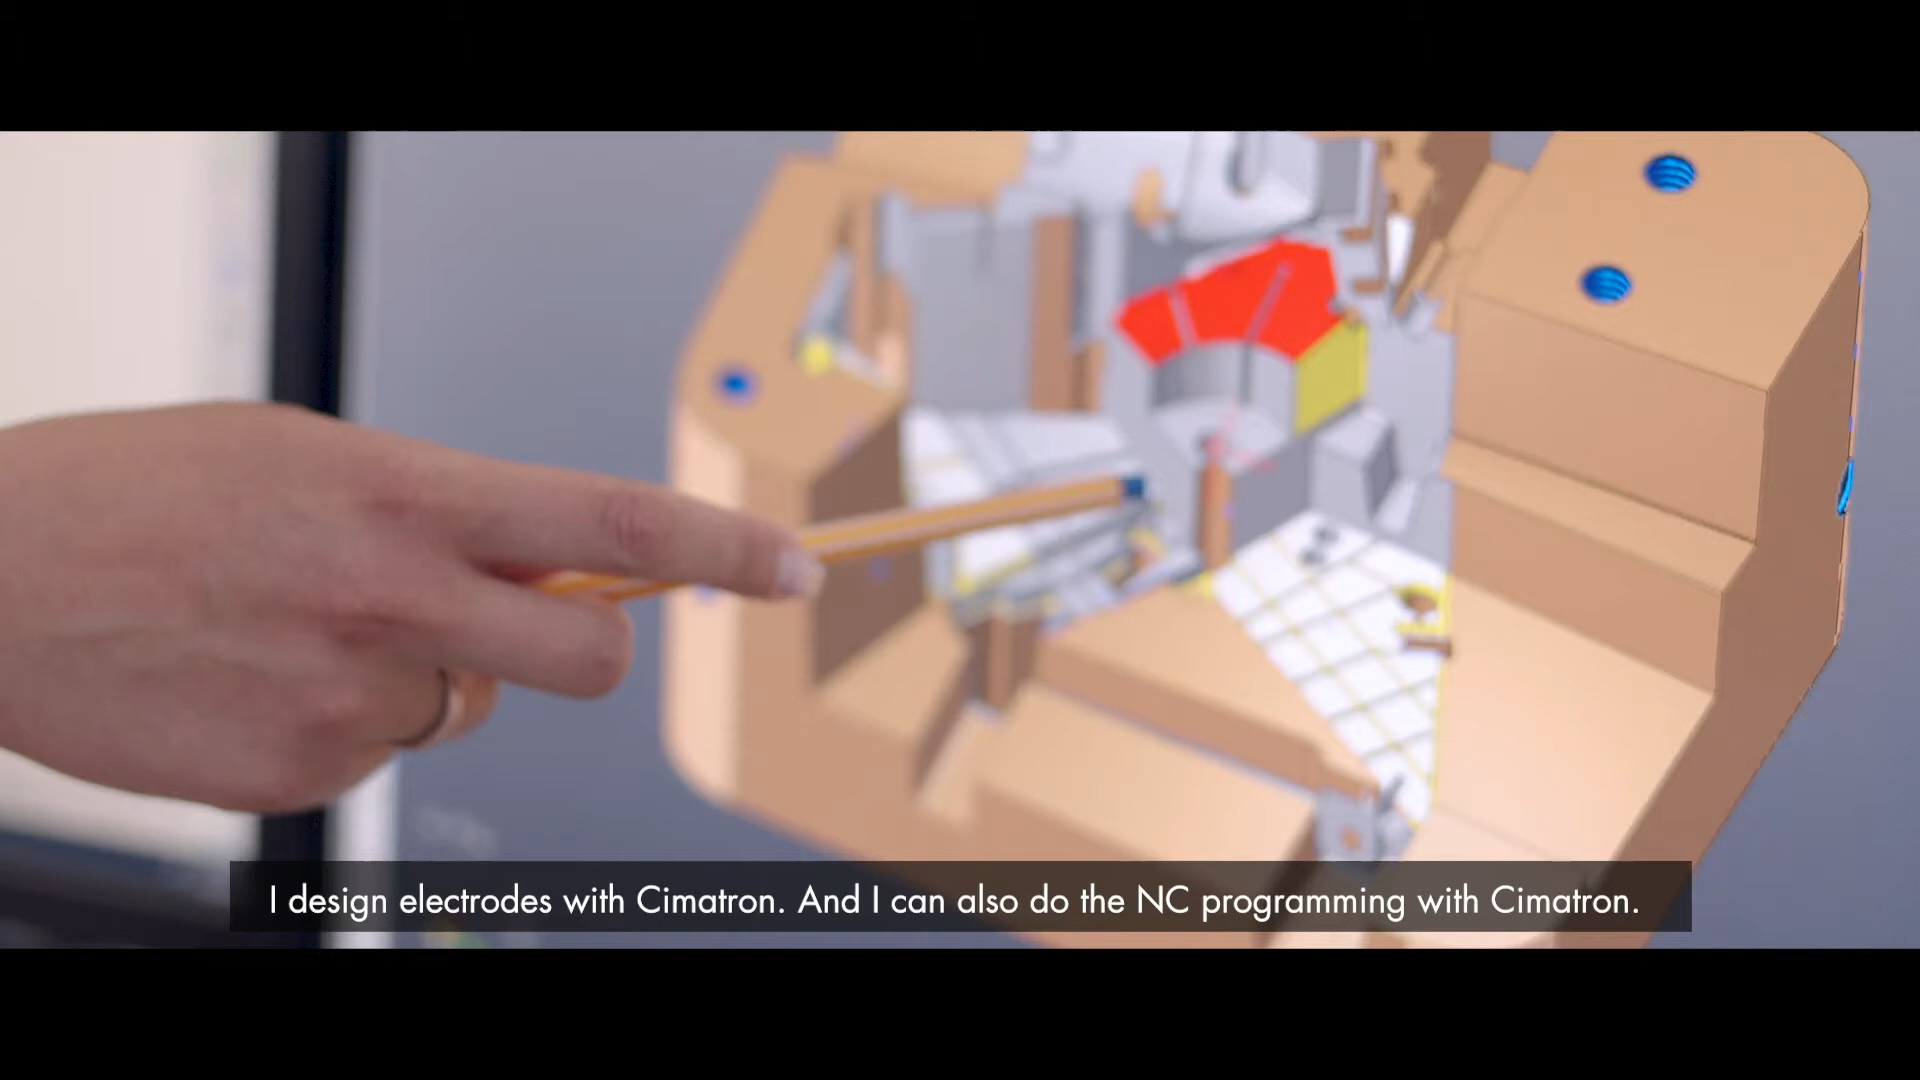 I design electrodes with Cimatron. And I can also do the NC programming with Cimatron.